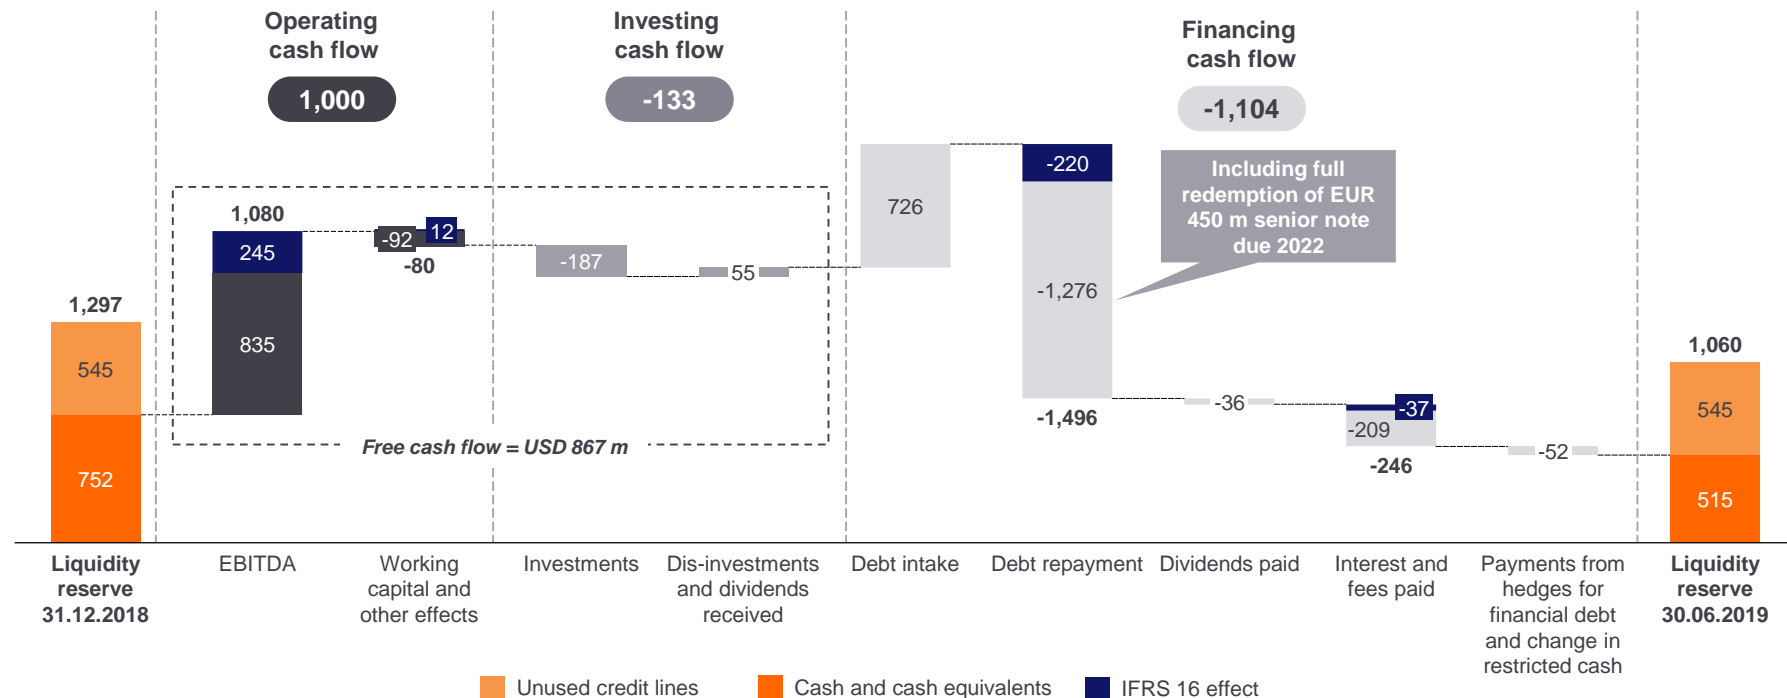 Operating
cash flow
1,000
Investing
cash flow
-133
Financing
cash flow
-1,104
Including full
redemption of EUR
450 m senior note
due 2022
1,297
545
752
1,080
245
835
-92
12
-80
-187
55
726
-220
-1,276
-1,496
-36
-37
-209
-246
-52
1,060
545
515
Free cash flow = USD 867 m
Liquidity
reserve
31.12.2018
EBITDA
Working
capital and
other effects
Investments
Dis-investments
and dividends
received
Debt intake
Debt repayment
Dividends paid
Interest and
fees paid
Payments from
hedges for
financial debt
and change in
restricted cash
Liquidity
reserve
30.06.2019
Unused credit lines
Cash and cash equivalents
IFRS 16 effect